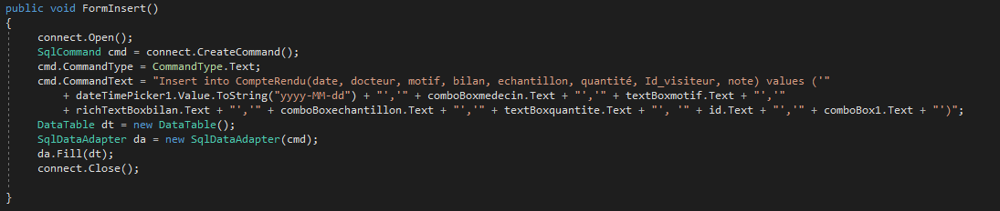 public void FormInsert()
{
connect.Open();
SqlCommand cmd = connect.CreateCommand();
cmd.CommandType = CommandType.Text;
cmd.CommandText = "Insert into CompteRendu(date, docteur, motif, bilan, echantillon, quantité, Id_visiteur, note) values ('"
+ dateTimePicker1.Value.ToString("yyyy-MM-dd") + "','" + comboBoxmedecin.Text + "','" + textBoxmotif.Text + "','"
+ richTextBoxbilan.Text + "','" + comboBoxechantillon.Text + "','" + textBoxquantite.Text + "', '" + id.Text + "','" + comboBox1.Text + "')";
DataTable dt = new DataTable();
SqlDataAdapter da = new SqlDataAdapter(cmd);
da.Fill(dt);
connect.Close();
}